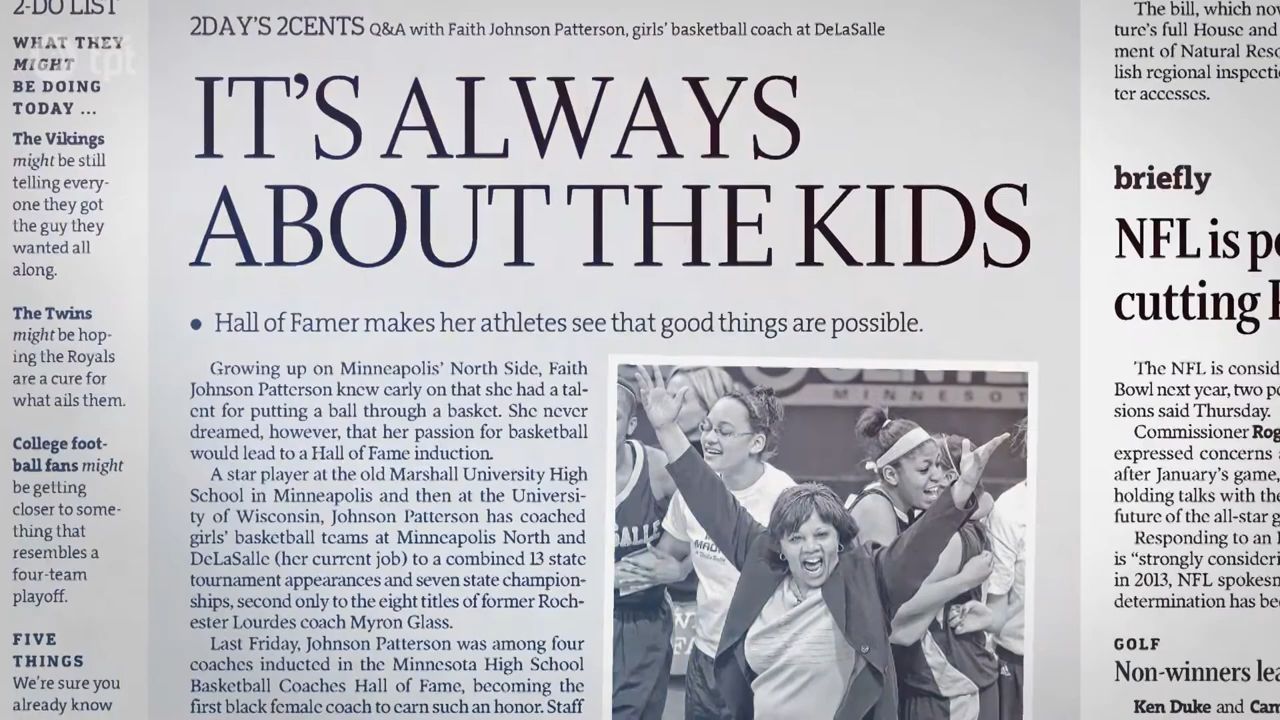 2-DO LIST
WHAT THEY
MIGHT
BE DOING
TODAY ...
The Vikings
might be still
telling every-
one they got
the guy they
wanted all
along.
The Twins
might be hop-
ing the Royals
are a cure for
what ails them.
College foot-
ball fans might
be getting
closer to some-
thing that
resembles a
four-team
playoff.
FIVE
THINGS
We're sure you
already know
tpt
2DAY'S 2CENTS Q&A with Faith Johnson Patterson, girls' basketball coach at DeLaSalle
IT'S ALWAYS
ABOUT THE KIDS
• Hall of Famer makes her athletes see that good things are possible.
Growing up on Minneapolis' North Side, Faith
Johnson Patterson knew early on that she had a tal-
ent for putting a ball through a basket. She never
dreamed, however, that her passion for basketball
would lead to a Hall of Fame induction.
A star player at the old Marshall University High
School in Minneapolis and then at the Universi-
ty of Wisconsin, Johnson Patterson has coached
girls' basketball teams at Minneapolis North and
DeLaSalle (her current job) to a combined 13 state
tournament appearances and seven state champion-
ships, second only to the eight titles of former Roch-
ester Lourdes coach Myron Glass.
Last Friday, Johnson Patterson was among four
coaches inducted in the Minnesota High School
Basketball Coaches Hall of Fame, becoming the
first black female coach to earn such an honor. Staff
CENTER
MINNESOT
SALLE
The bill, which now
ture's full House and
ment of Natural Reso
lish regional inspecti
ter accesses.
briefly
NFL is po
cutting
The NFL is consid
Bowl next year, two po
sions said Thursday.
Commissioner Rog
expressed concerns
after January's game,
holding talks with the
future of the all-star g
Responding to an
is "strongly consideri
in 2013, NFL spokesm
determination has bee
GOLF
Non-winners lea
Ken Duke and Cam